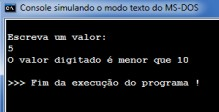 Console simulando o modo texto do MS-DOS
Escreva um valor:
5
O valor digitado é menor que 10
>>> Fim da execução do programa !